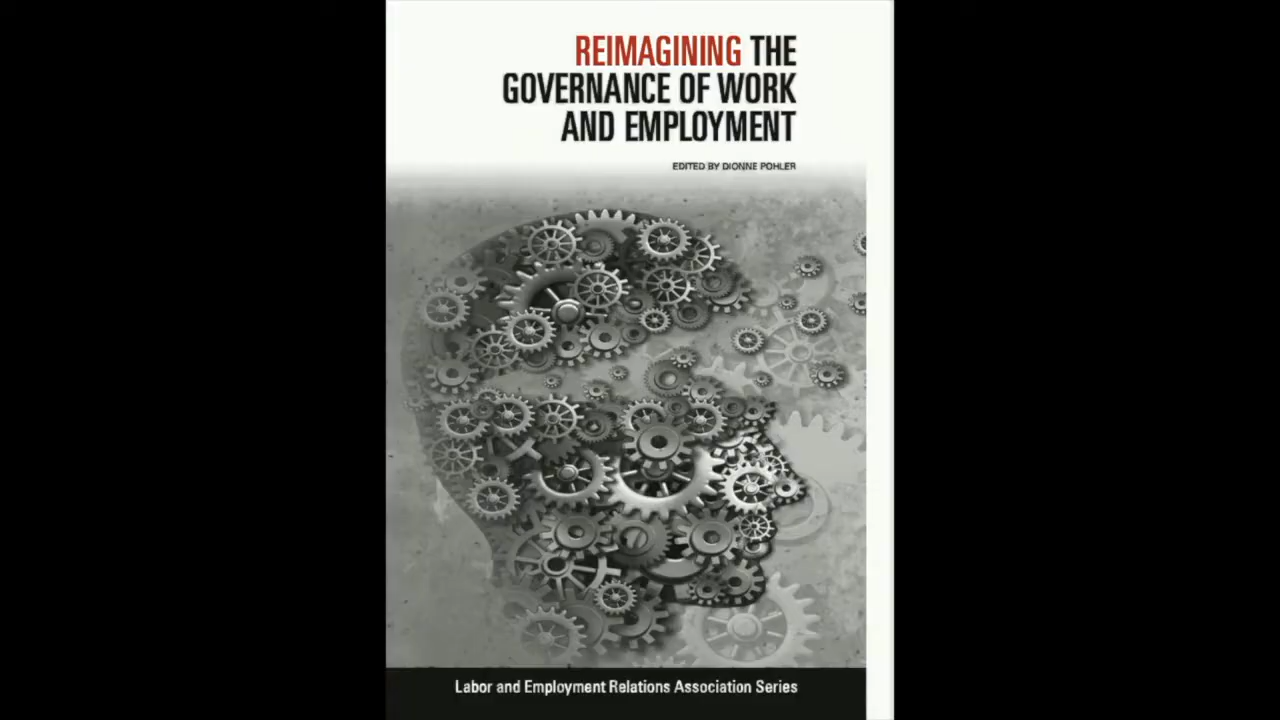 REIMAGINING THE
GOVERNANCE OF WORK
AND EMPLOYMENT
EDITED BY DIONNE POHLER
Labor and Employment Relations Association Series